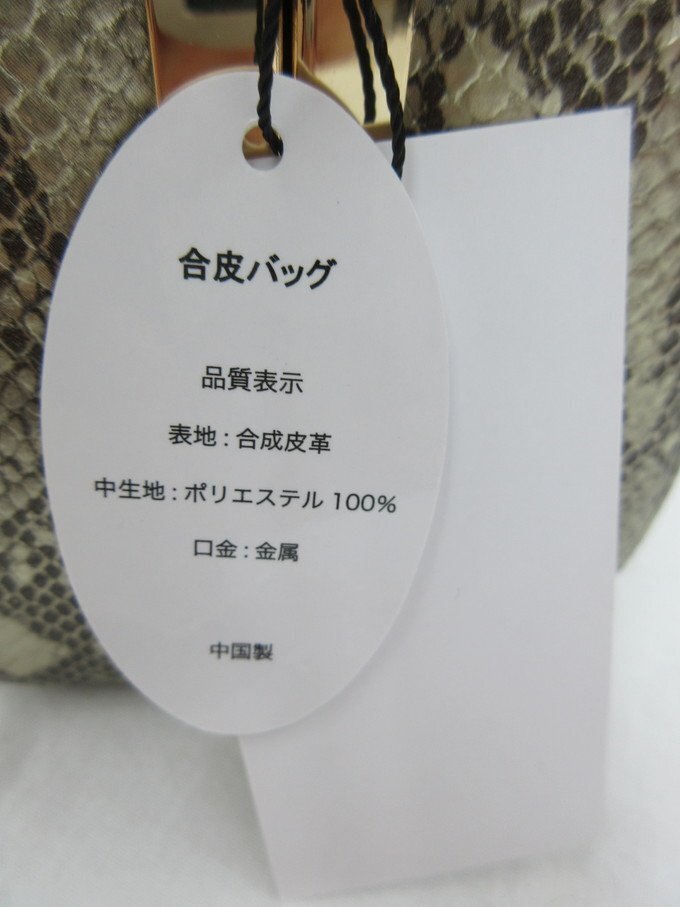 合皮バッグ
品質表示
表地：合成皮革
中生地：ポリエステル 100%
口金：金属
中国製